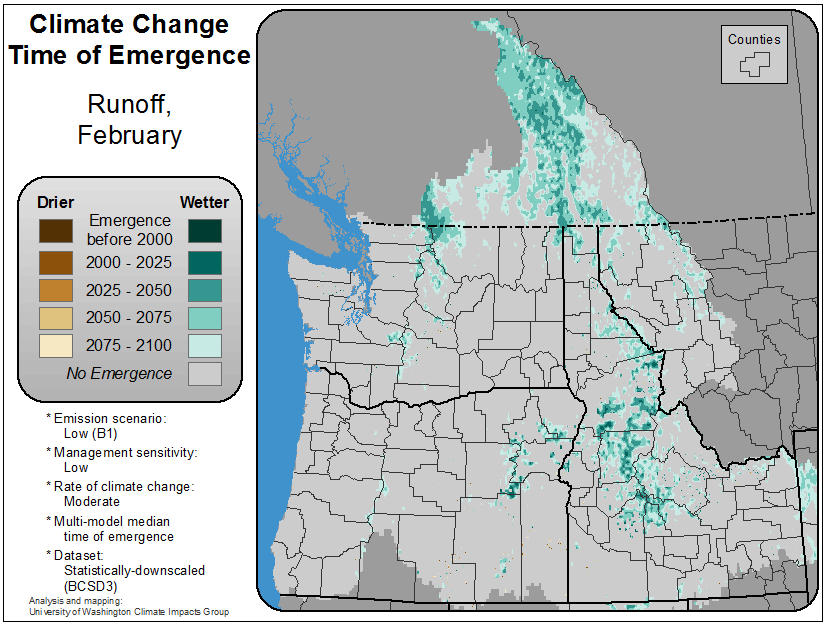 Climate Change
Time of Emergence
Runoff,
February
Drier
Wetter
Emergence
before 2000
2000 - 2025
2025 - 2050
2050 - 2075
2075 - 2100
No Emergence
* Emission scenario:
Low (B1)
* Management sensitivity:
Low
* Rate of climate change:
Moderate
* Multi-model median
time of emergence
* Dataset:
Statistically-downscaled
(BCSD3)
Analysis and mapping:
University of Washington Climate Impacts Group
Counties